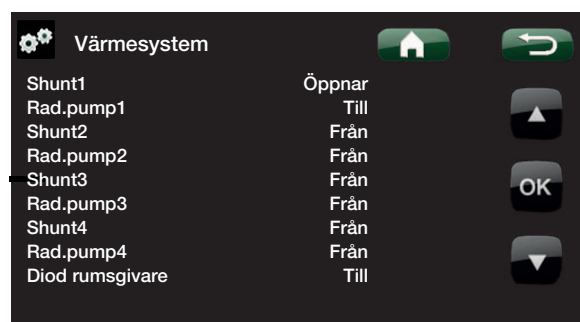 Värmesystem
Shunt1 Öppnar
Rad.pump1 Till
Shunt2 Från
Rad.pump2 Från
Shunt3 Från
Rad.pump3 Från
Shunt4 Från
Rad.pump4 Från
Diod rumsgivare Till
OK